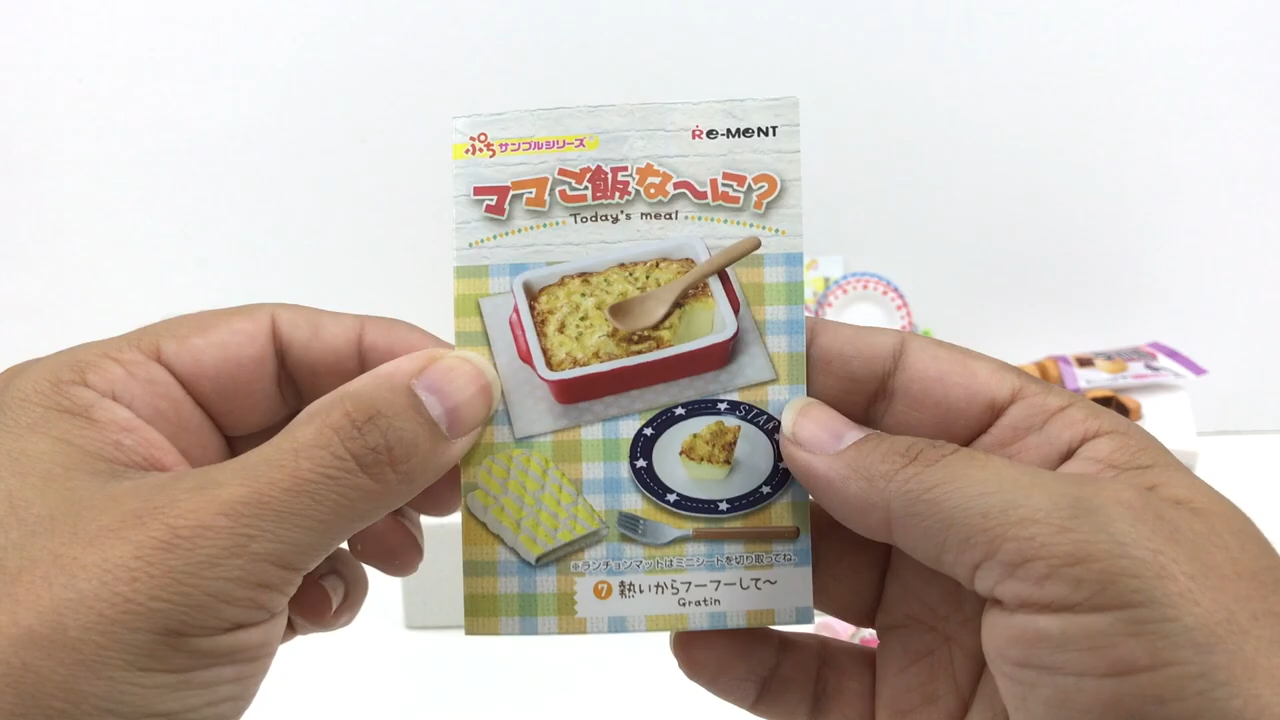 ぷちサンプルシリーズ
Re-MeNT
ママご飯な〜に?
Today's meal
STAR
※ランチョンマットはミニシートを切り取ってね。
7 熱いからフーフーして〜
Gratin